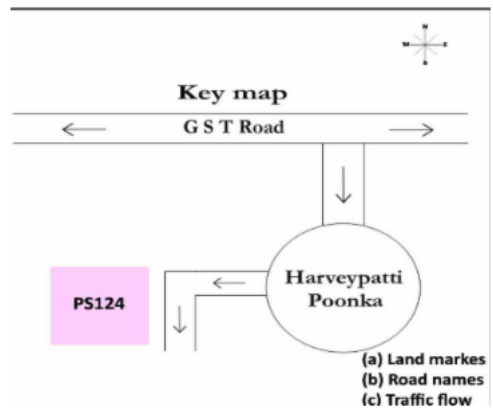 N
W E
S
Key map
G S T Road
Harveypatti
Poonka
PS124
(a) Land markes
(b) Road names
(c) Traffic flow